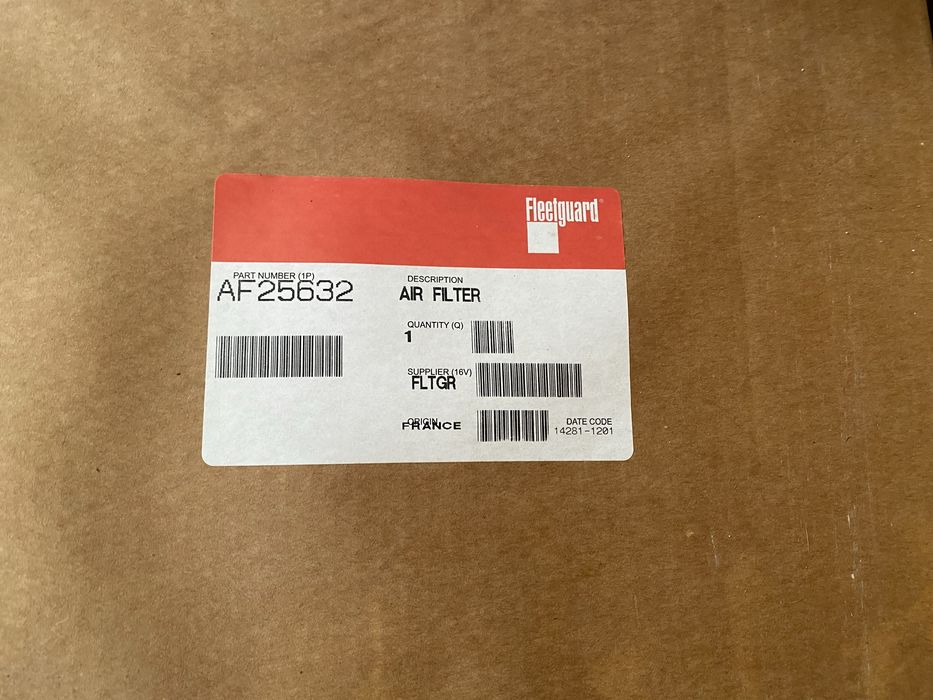 Fleetguard®
PART NUMBER (1P)
AF25632
DESCRIPTION
AIR FILTER
QUANTITY (Q)
1
SUPPLIER (16V)
FLTGR
ORIGIN
FRANCE
DATE CODE
14281-1201